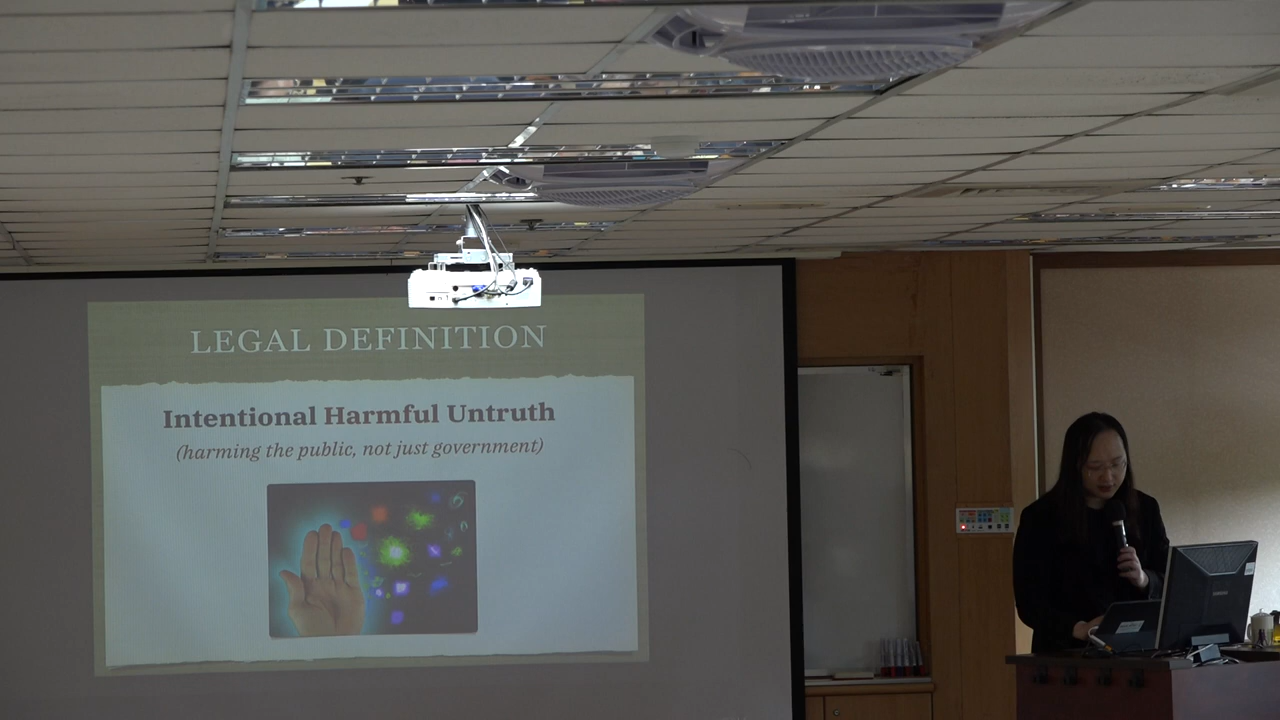 LEGAL DEFINITION
Intentional Harmful Untruth
(harming the public, not just government)